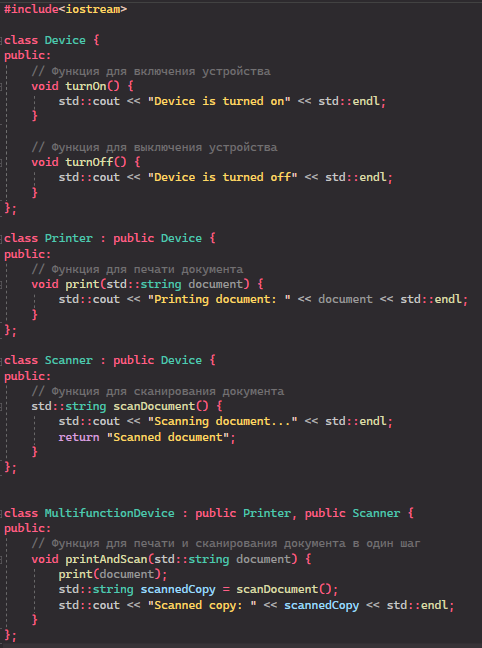 #include<iostream>
class Device {
public:
// Функция для включения устройства
void turnOn() {
std::cout << "Device is turned on" << std::endl;
}
// Функция для выключения устройства
void turnOff() {
std::cout << "Device is turned off" << std::endl;
}
};
class Printer : public Device {
public:
// Функция для печати документа
void print(std::string document) {
std::cout << "Printing document: " << document << std::endl;
}
};
class Scanner : public Device {
public:
// Функция для сканирования документа
std::string scanDocument() {
std::cout << "Scanning document..." << std::endl;
return "Scanned document";
}
};
class MultifunctionDevice : public Printer, public Scanner {
public:
// Функция для печати и сканирования документа в один шаг
void printAndScan(std::string document) {
print(document);
std::string scannedCopy = scanDocument();
std::cout << "Scanned copy: " << scannedCopy << std::endl;
}
};